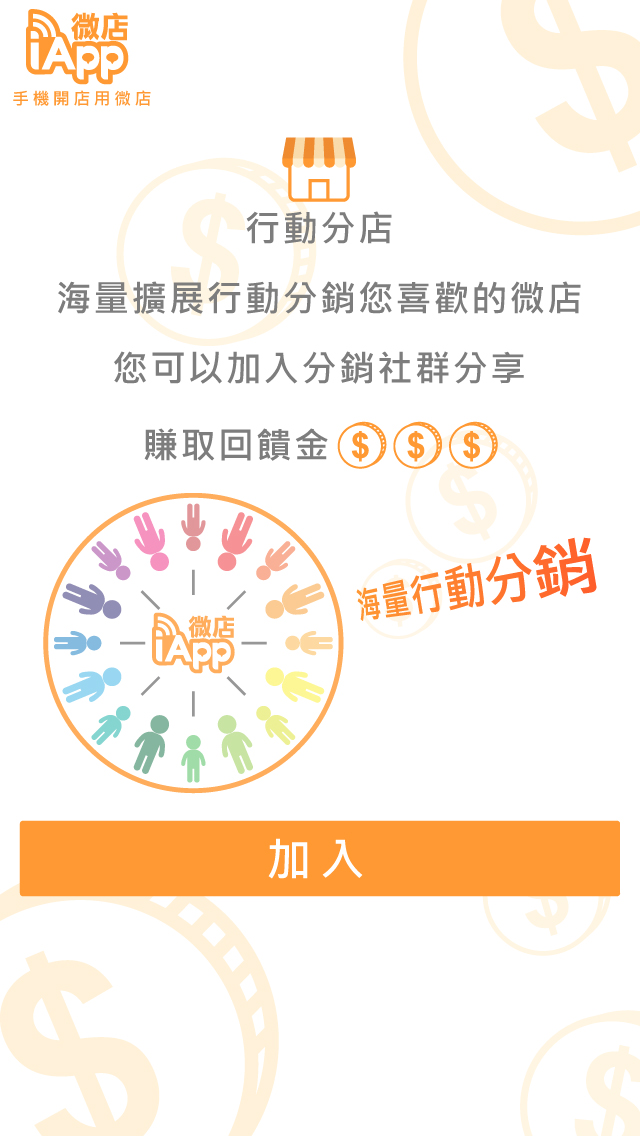 微店
iApp
手機開店用微店
行動分店
海量擴展行動分銷您喜歡的微店
您可以加入分銷社群分享
賺取回饋金 $ $ $
海量行動分銷
微店
iApp
加入